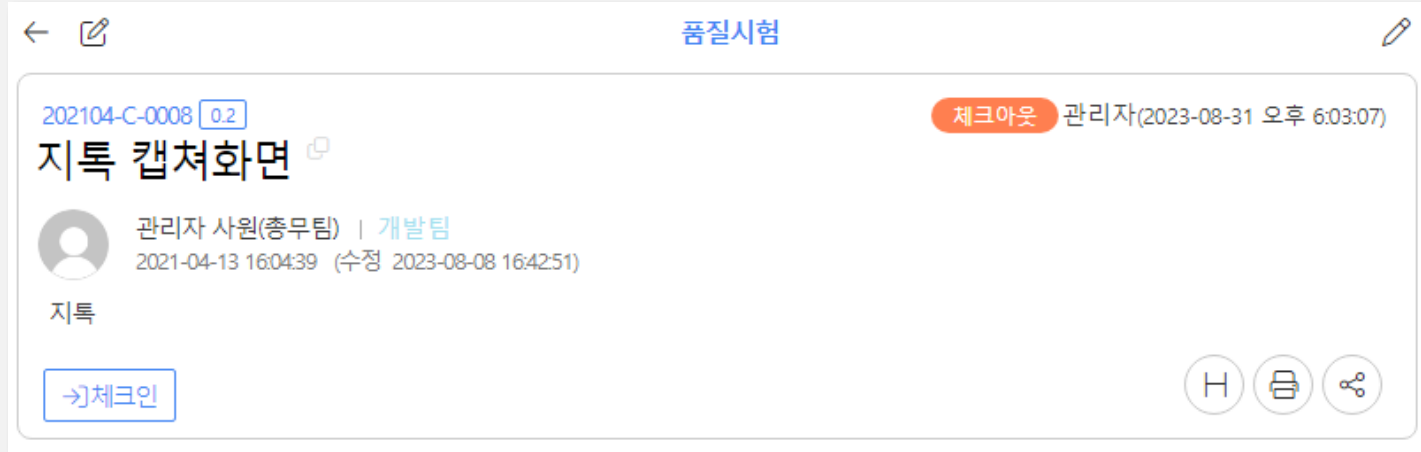 품질시험
202104-C-0008 0.2
체크아웃 관리자(2023-08-31 오후 6:03:07)
지톡 캡쳐화면
관리자 사원(총무팀) | 개발팀
2021-04-13 16:04:39 (수정 2023-08-08 16:42:51)
지톡
체크인
H